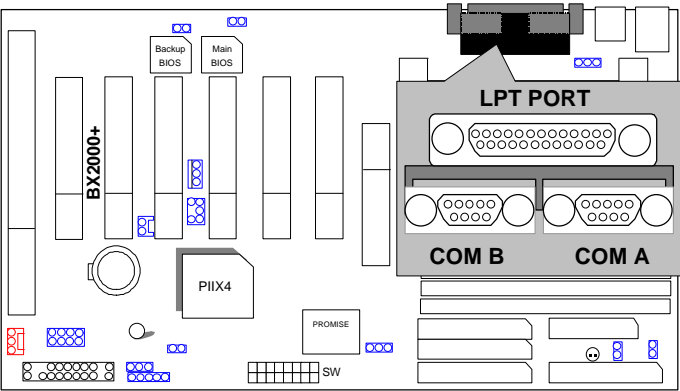 Backup
BIOS
Main
BIOS
BX2000+
LPT PORT
COM B
COM A
PIIX4
PROMISE
SW